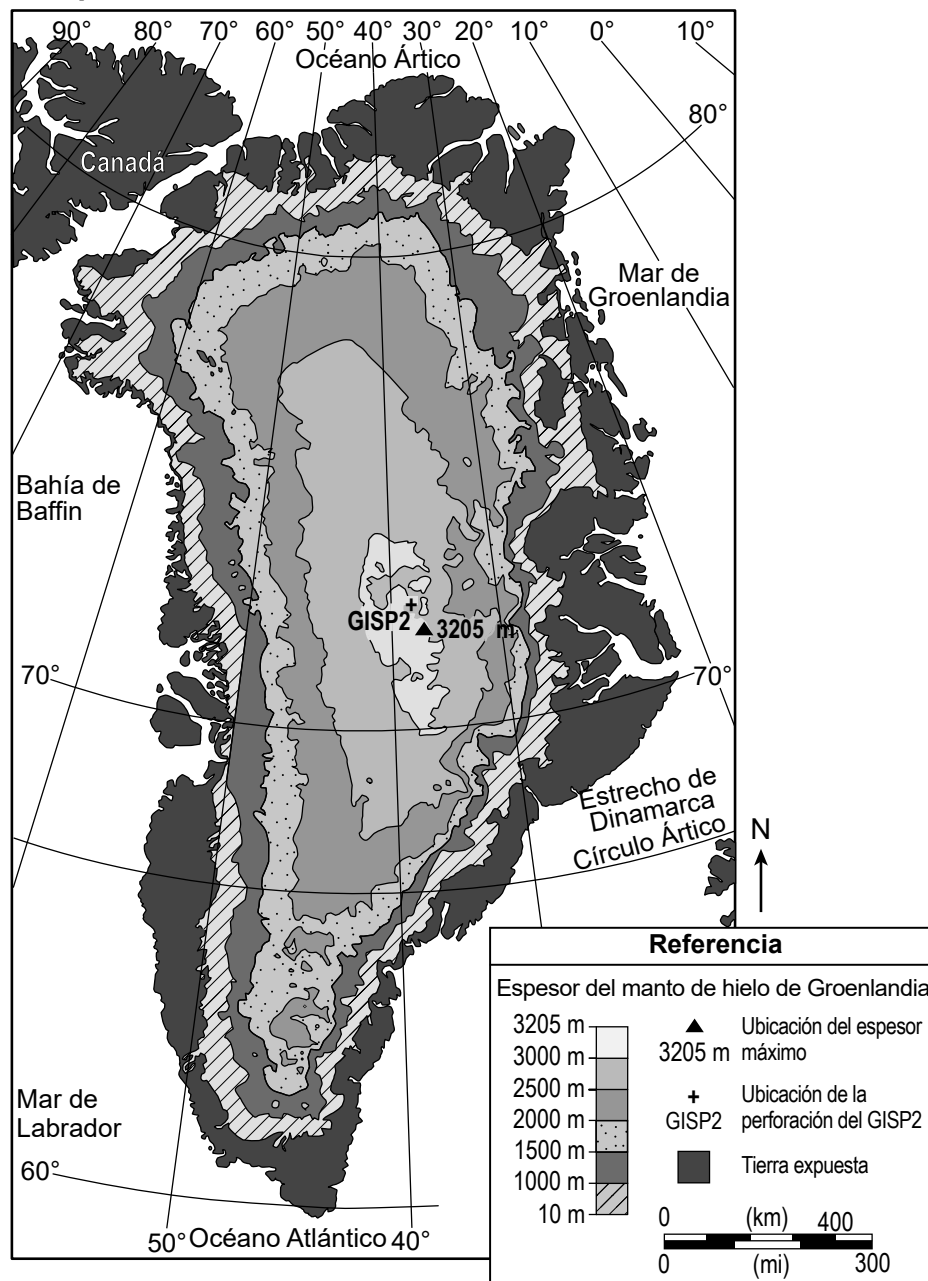 90° 80° 70° 60° 50° 40° 30° 20° 10° 0° 10°
Océano Ártico
80°
Canadá
Mar de
Groenlandia
Bahía de
Baffin
GISP2
3205 m
70°
70°
Estrecho de
Dinamarca
Círculo Ártico
N
Mar de
Labrador
60°
50°
Océano Atlántico
40°
Referencia
Espesor del manto de hielo de Groenlandia
3205 m
3000 m
2500 m
2000 m
1500 m
1000 m
10 m
3205 m
Ubicación del espesor
máximo
GISP2
Ubicación de la
perforación del GISP2
Tierra expuesta
0 (km) 400
0 (mi) 300